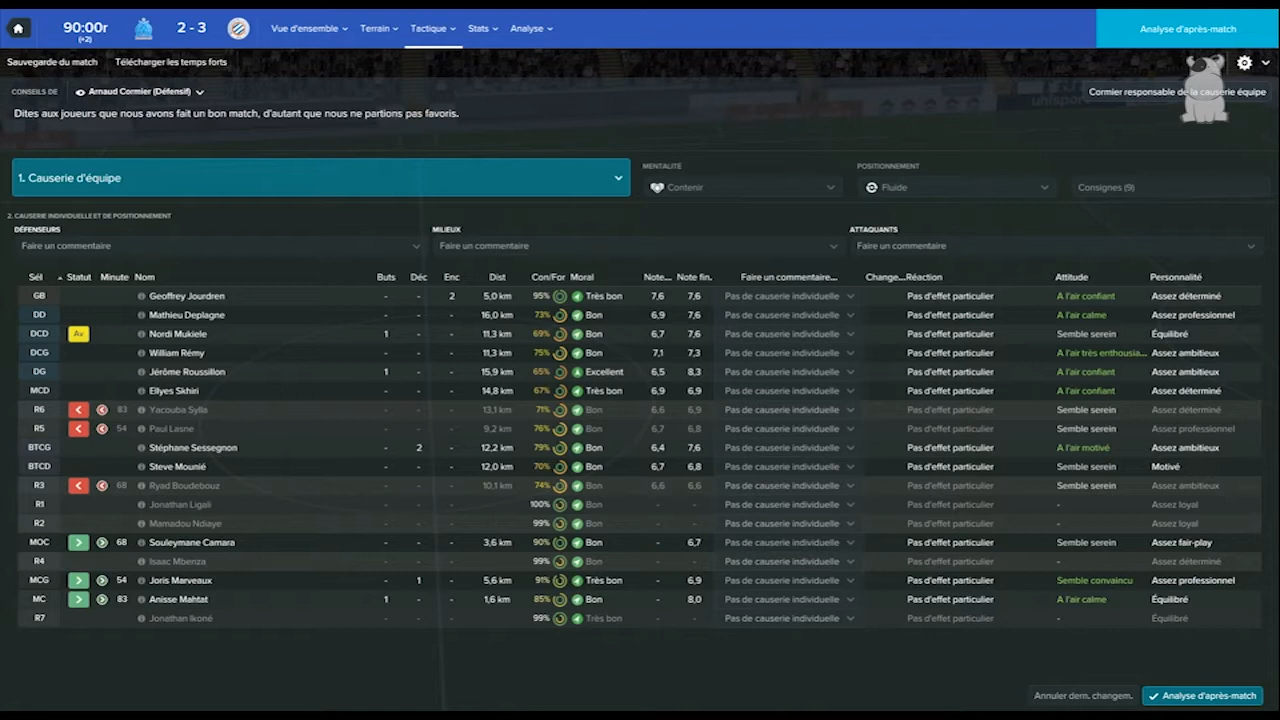 90:00r 2 - 3 Vue d'ensemble Terrain Tactique Stats Analyse Analyse d'après-match
(+2)
Sauvegarde du match Télécharger les temps forts
CONSEILS DE Arnaud Cormier (Défensif) Cormier responsable de la causerie équipe
Dites aux joueurs que nous avons fait un bon match, d'autant que nous ne partions pas favoris.
MENTALITÉ POSITIONNEMENT
1. Causerie d'équipe Contenir Fluide Consignes (9)
2. CAUSERIE INDIVIDUELLE ET DE POSITIONNEMENT
DÉFENSEURS MILIEUX ATTAQUANTS
Faire un commentaire Faire un commentaire Faire un commentaire
Sél Statut Minute Nom Buts Déc Enc Dist Con/For Moral Note... Note fin. Faire un commentaire... Change... Réaction Attitude Personnalité
GB Geoffrey Jourdren - - 2 5,0 km 95% Très bon 7,6 7,6 Pas de causerie individuelle Pas d'effet particulier A l'air confiant Assez déterminé
DD Mathieu Deplagne - - - 16,0 km 73% Bon 6,9 7,6 Pas de causerie individuelle Pas d'effet particulier A l'air calme Assez professionnel
DCD Av Nordi Mukiele 1 - - 11,3 km 69% Bon 6,7 7,6 Pas de causerie individuelle Pas d'effet particulier Semble serein Équilibré
DCG William Rémy - - - 11,3 km 75% Bon 7,1 7,3 Pas de causerie individuelle Pas d'effet particulier A l'air très enthousia... Assez ambitieux
DG Jérôme Roussillon 1 - - 15,9 km 65% Excellent 6,5 8,3 Pas de causerie individuelle Pas d'effet particulier A l'air confiant Assez ambitieux
MCD Ellyes Skhiri - - - 14,8 km 67% Très bon 6,9 6,9 Pas de causerie individuelle Pas d'effet particulier A l'air confiant Assez déterminé
R6 83 Yacouba Sylla - - - 13,1 km 71% Bon 6,6 6,9 Pas de causerie individuelle Pas d'effet particulier Semble serein Assez déterminé
R5 54 Paul Lasne - - - 9,2 km 76% Bon 6,7 6,8 Pas de causerie individuelle Pas d'effet particulier Semble serein Assez professionnel
BTCG Stéphane Sessegnon - 2 - 12,2 km 79% Bon 6,4 7,6 Pas de causerie individuelle Pas d'effet particulier A l'air motivé Assez ambitieux
BTCD Steve Mounié - - - 12,0 km 70% Bon 6,7 6,8 Pas de causerie individuelle Pas d'effet particulier Semble serein Motivé
R3 68 Ryad Boudebouz - - - 10,1 km 74% Bon 6,6 6,6 Pas de causerie individuelle Pas d'effet particulier Semble serein Assez ambitieux
R1 Jonathan Ligali - - - 100% Bon - - Pas de causerie individuelle Pas d'effet particulier - Assez loyal
R2 Mamadou Ndiaye - - - 99% Bon - - Pas de causerie individuelle Pas d'effet particulier - Assez loyal
MOC 68 Souleymane Camara - - - 3,6 km 90% Bon - 6,7 Pas de causerie individuelle Pas d'effet particulier Semble serein Assez fair-play
R4 Isaac Mbenza - - - 99% Bon - - Pas de causerie individuelle Pas d'effet particulier - Assez déterminé
MCG 54 Joris Marveaux - 1 - 5,6 km 91% Très bon - 6,9 Pas de causerie individuelle Pas d'effet particulier Semble convaincu Assez professionnel
MC 83 Anisse Mahtat 1 - - 1,6 km 85% Bon - 8,0 Pas de causerie individuelle Pas d'effet particulier A l'air calme Équilibré
R7 Jonathan Ikoné - - - 99% Très bon - - Pas de causerie individuelle Pas d'effet particulier - Équilibré
Annuler dern. changem. Analyse d'après-match